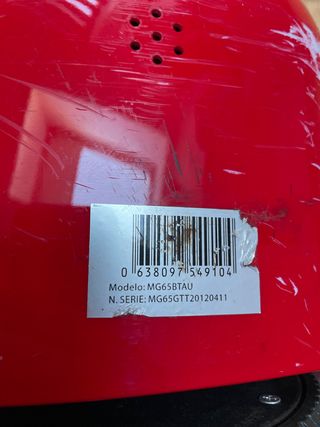 0 638097 549104
Modelo: MG65BTAU
N. SERIE: MG65GTT20120411